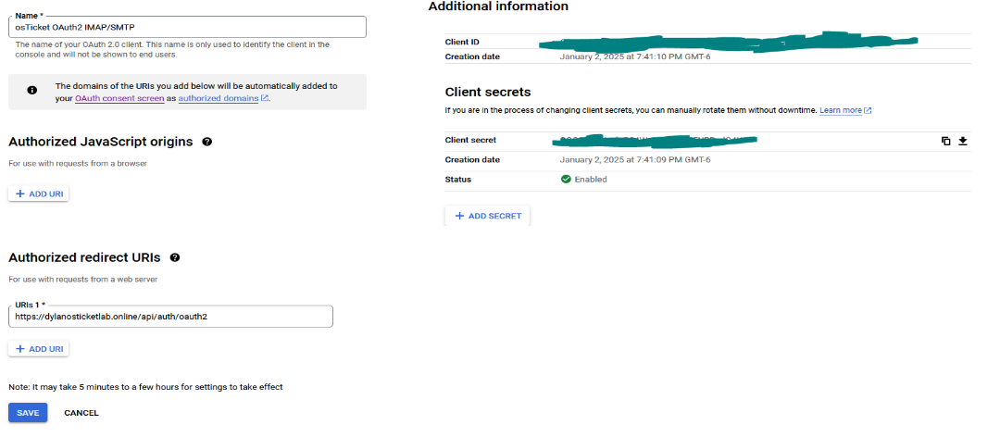 Name *
osTicket OAuth2 IMAP/SMTP
The name of your OAuth 2.0 client. This name is only used to identify the client in the
console and will not be shown to end users.
The domains of the URIs you add below will be automatically added to
your OAuth consent screen as authorized domains.
Authorized JavaScript origins
For use with requests from a browser
+ ADD URI
Authorized redirect URIs
For use with requests from a web server
URIs 1 *
https://dylanosticketlab.online/api/auth/oauth2
+ ADD URI
Note: It may take 5 minutes to a few hours for settings to take effect
SAVE CANCEL
Additional information
Client ID
Creation date January 2, 2025 at 7:41:10 PM GMT-6
Client secrets
If you are in the process of changing client secrets, you can manually rotate them without downtime. Learn more
Client secret
Creation date January 2, 2025 at 7:41:09 PM GMT-6
Status Enabled
+ ADD SECRET